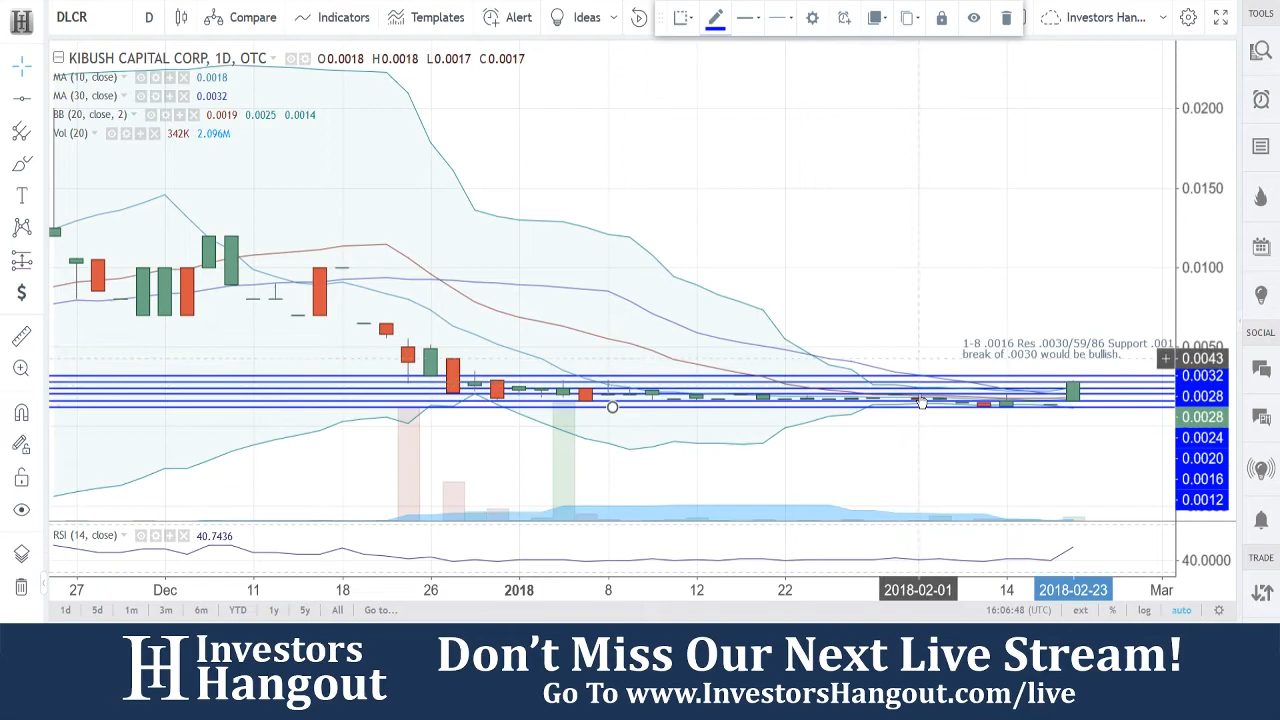 DLCR D Compare Indicators Templates Alert Ideas Investors Han... TOOLS
KIBUSH CAPITAL CORP, 1D, OTC O0.0018 H0.0018 L0.0017 C0.0017
MA (10, close) 0.0018
MA (30, close) 0.0032
BB (20, close, 2) 0.0019 0.0025 0.0014
Vol (20) 342K 2.096M
0.0200
0.0150
0.0100
SOCIAL
1-8 .0016 Res .0030/59/86 Support .001
break of .0030 would be bullish.
0.0050
0.0043
0.0032
0.0028
0.0028
0.0024
0.0020
0.0016
0.0012
RSI (14, close) 40.7436
40.0000
TRADE
27 Dec 11 18 26 2018 8 12 22 2018-02-01 14 2018-02-23 Mar
1d 5d 1m 3m 6m YTD 1y 5y All Go to... 16:06:48 (UTC) ext % log auto
IH Investors
Hangout
Don’t Miss Our Next Live Stream!
Go To www.InvestorsHangout.com/live